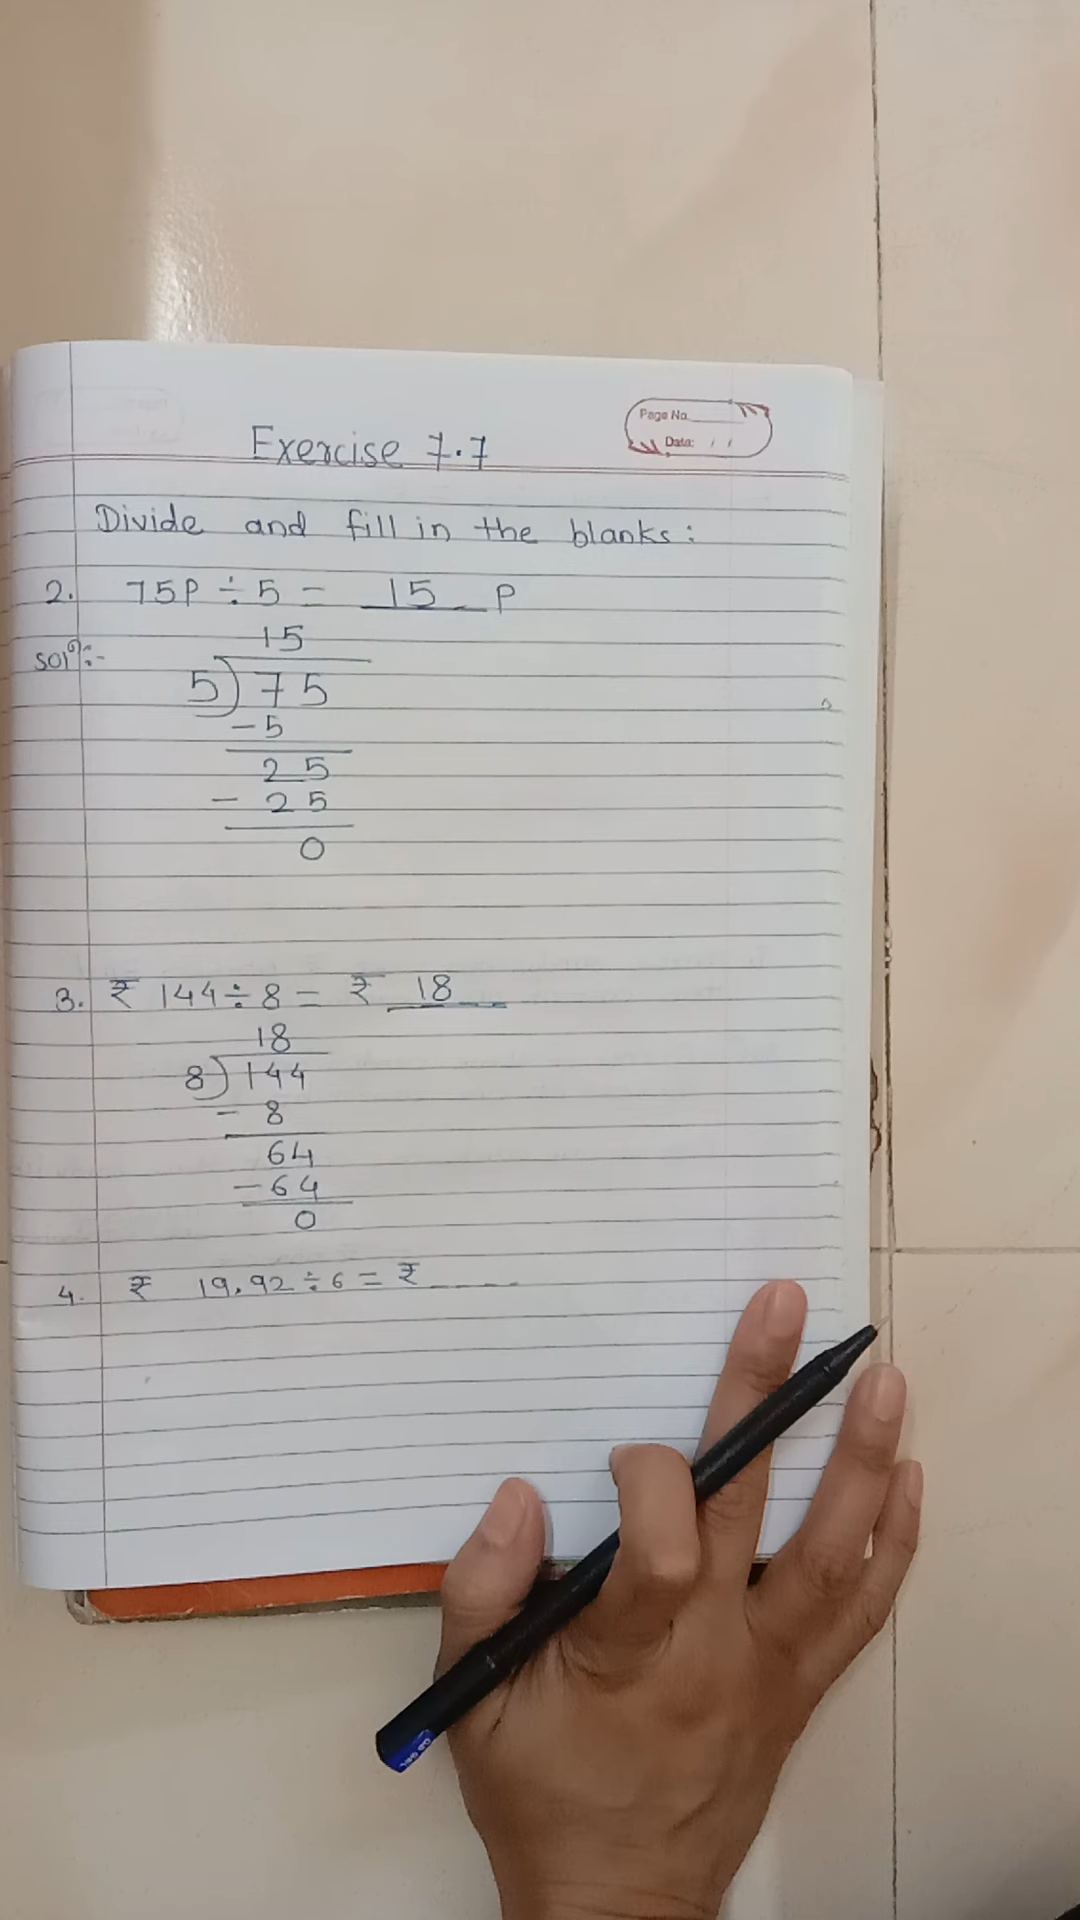 Page No.
Date: / /
Exercise 7.7
Divide and fill in the blanks:
2. 75P ÷ 5 = 15 P
15
soln:-
5) 75
-5
25
- 25
0
3. ₹ 144 ÷ 8 = ₹ 18
18
8) 144
- 8
64
- 64
0
4. ₹ 19.92 ÷ 6 = ₹ ____